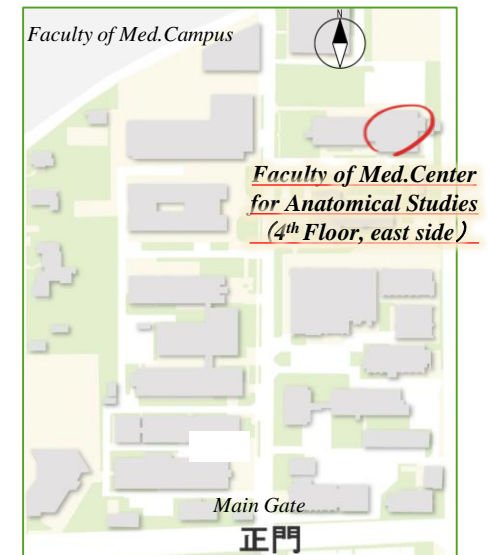 Faculty of Med.Campus
N
Faculty of Med.Center
for Anatomical Studies
(4th Floor, east side)
Main Gate
正門